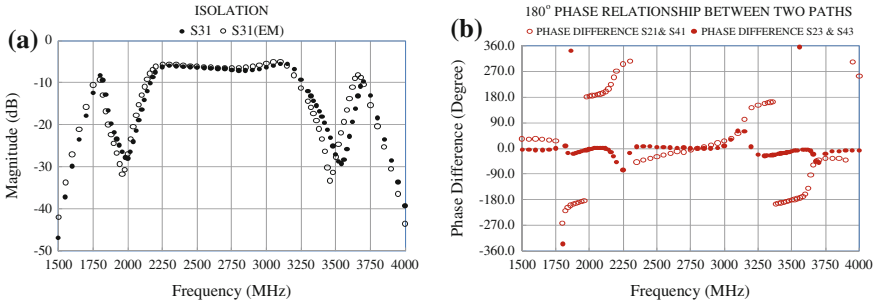 (a)
ISOLATION
● S31 ○ S31(EM)
Magnitude (dB)
0
-10
-20
-30
-40
-50
1500 1750 2000 2250 2500 2750 3000 3250 3500 3750 4000
Frequency (MHz)
(b)
180° PHASE RELATIONSHIP BETWEEN TWO PATHS
○ PHASE DIFFERENCE S21& S41 ● PHASE DIFFERENCE S23 & S43
Phase Difference (Degree)
360.0
270.0
180.0
90.0
0.0
-90.0
-180.0
-270.0
-360.0
1500 1750 2000 2250 2500 2750 3000 3250 3500 3750 4000
Frequency (MHz)